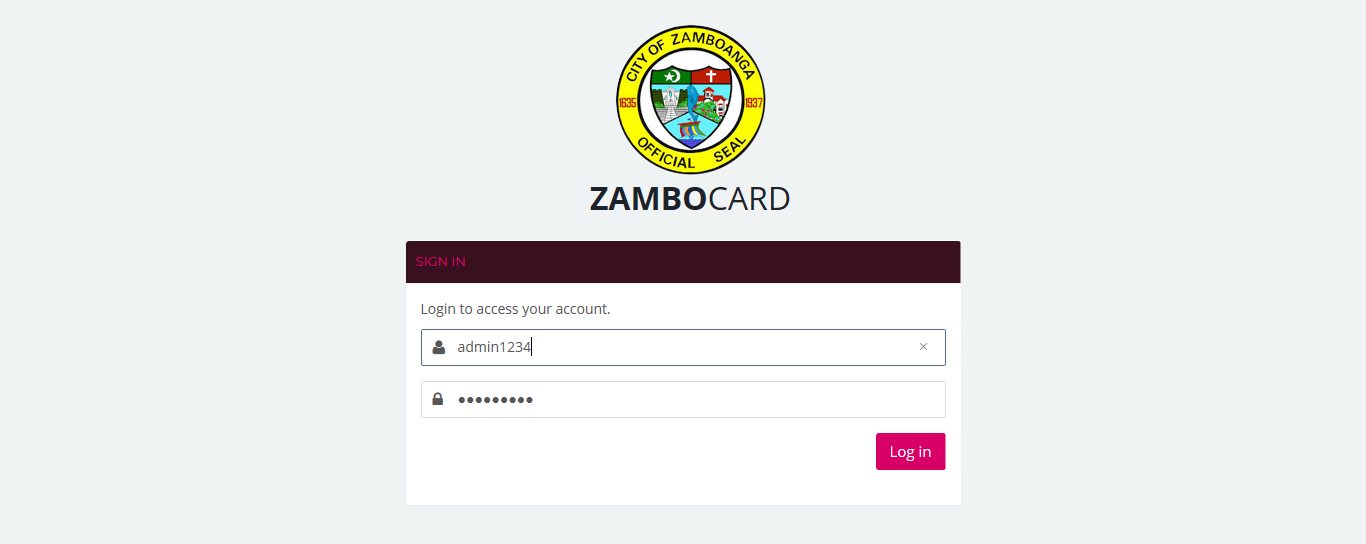 CITY OF ZAMBOANGA
1635
1937
OFFICIAL SEAL
ZAMBOCARD
SIGN IN
Login to access your account.
admin1234
•••••••••
Log in